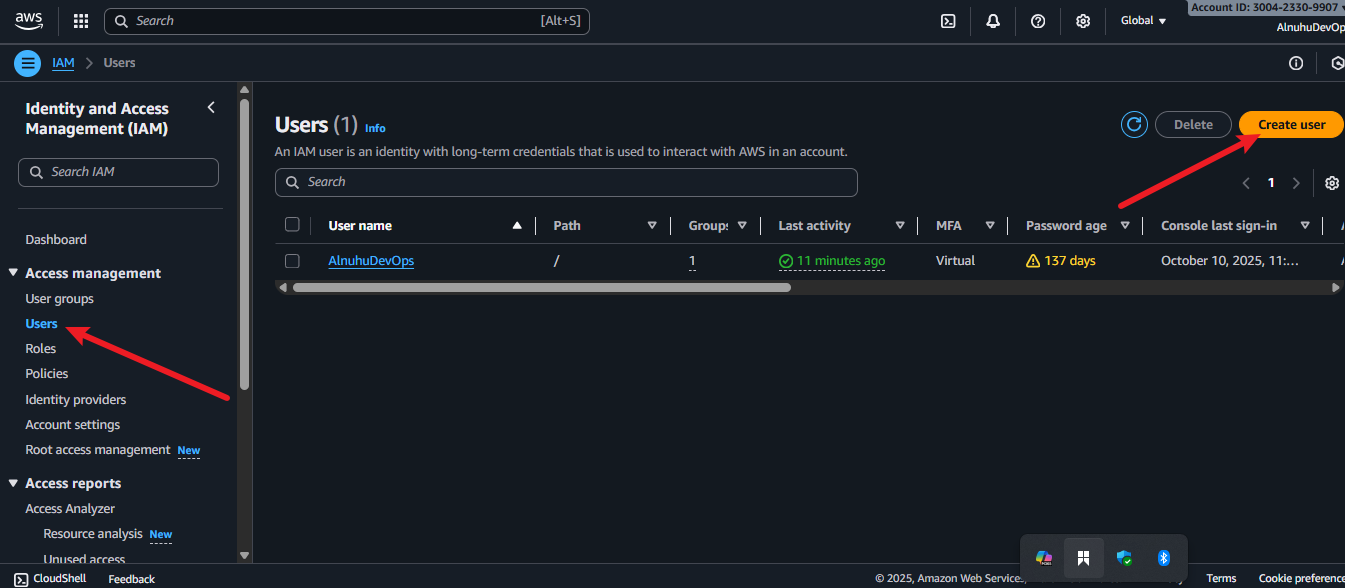 aws
Search [Alt+S]
Global
Account ID: 3004-2330-9907
AlnuhuDevOp
IAM
Users
Identity and Access
Management (IAM)
Search IAM
Dashboard
Access management
User groups
Users
Roles
Policies
Identity providers
Account settings
Root access management New
Access reports
Access Analyzer
Resource analysis New
Unused access
Users (1) Info
Delete
Create user
An IAM user is an identity with long-term credentials that is used to interact with AWS in an account.
Search
1
User name Path Groups Last activity MFA Password age Console last sign-in
AlnuhuDevOps / 1 11 minutes ago Virtual 137 days October 10, 2025, 11:...
CloudShell Feedback © 2025, Amazon Web Services, Terms Cookie preference